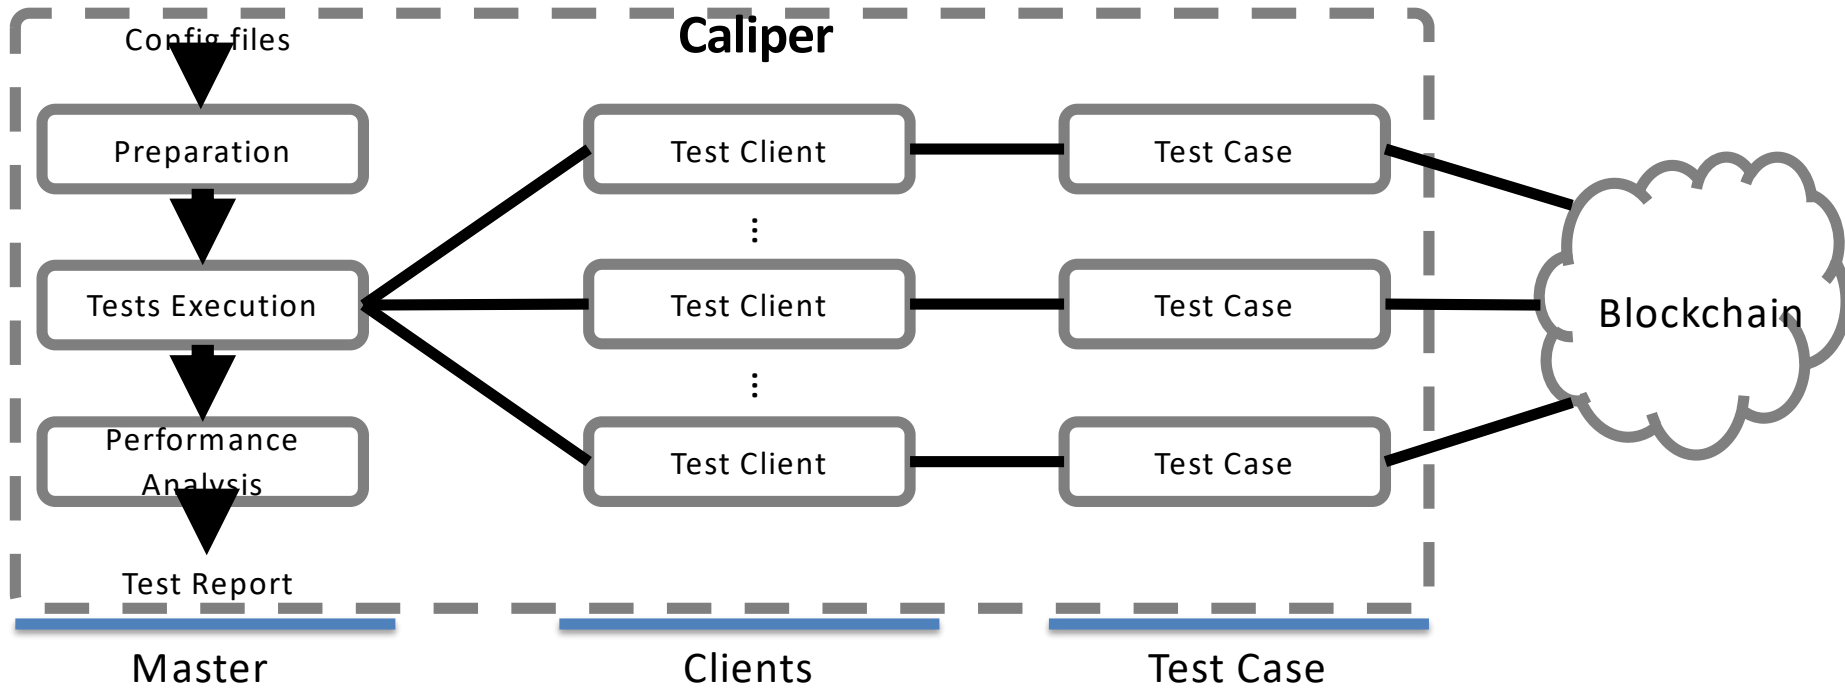 Caliper
Config files
Preparation
Test Client
Test Case
⋮
Tests Execution
Test Client
Test Case
Blockchain
⋮
Performance
Analysis
Test Client
Test Case
Test Report
Master
Clients
Test Case